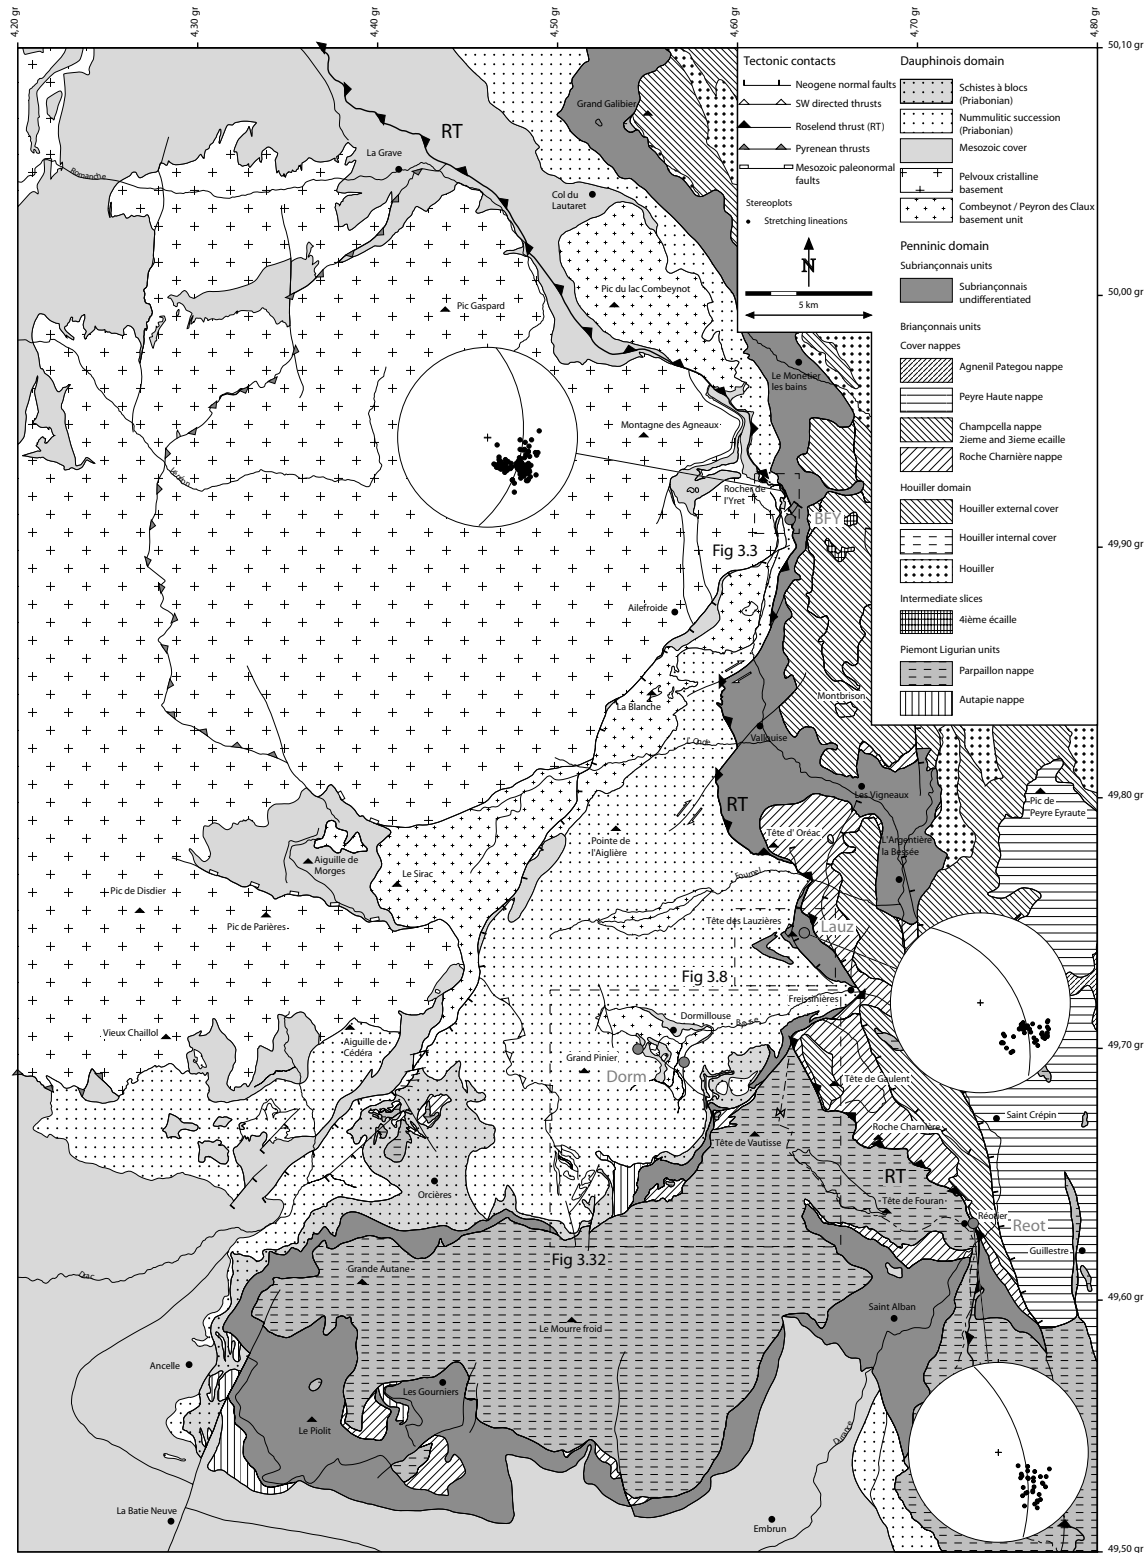 4,20 gr
4,30 gr
4,40 gr
4,50 gr
4,60 gr
4,70 gr
4,80 gr
50,10 gr
50,00 gr
49,90 gr
49,80 gr
49,70 gr
49,60 gr
49,50 gr
Tectonic contacts
Neogene normal faults
SW directed thrusts
Roselend thrust (RT)
Pyrenean thrusts
Mesozoic paleonormal
faults
Stereoplots
Stretching lineations
N
5 km
Dauphinois domain
Schistes à blocs
(Priabonian)
Nummulitic succession
(Priabonian)
Mesozoic cover
Pelvoux cristalline
basement
Combeynot / Peyron des Claux
basement unit
Penninic domain
Subriançonnais units
Subriançonnais
undifferentiated
Briançonnais units
Cover nappes
Agnenil Pategou nappe
Peyre Haute nappe
Champcella nappe
2ieme and 3ieme ecaille
Roche Charnière nappe
Houiller domain
Houiller external cover
Houiller internal cover
Houiller
Intermediate slices
4ième écaille
Piemont Ligurian units
Parpaillon nappe
Autapie nappe
Grand Galibier
RT
La Grave
Romanche
Col du
Lautaret
Pic du lac Combeynot
Pic Gaspard
Le Monetier
les bains
Montagne des Agneaux
Rocher de
l'Yret
BFY
Fig 3.3
Ailefroide
La Blanche
Montbrison
Vallouise
Les Vigneaux
Pic de
Peyre Eyraute
RT
Tête d' Oréac
L'Argentière
la Bessée
Pointe de
l'Aiglière
Aiguille de
Morges
Le Sirac
Fournel
Pic de Disdier
Pic de Parières
Tête des Lauzières
Lauz
Fig 3.8
Freissinières
Dormillouse
Vieux Chaillol
Aiguille de
Cédéra
Grand Pinier
Dorm
Tête de Gaulent
Saint Crépin
Roche Charnière
Tête de Vautisse
RT
Orcières
Tête de Fouran
Réotier
Reot
Guillestre
Fig 3.32
Drac
Grande Autane
Saint Alban
Le Mourre froid
Ancelle
Les Gourniers
Le Piolit
Durance
La Batie Neuve
Embrun